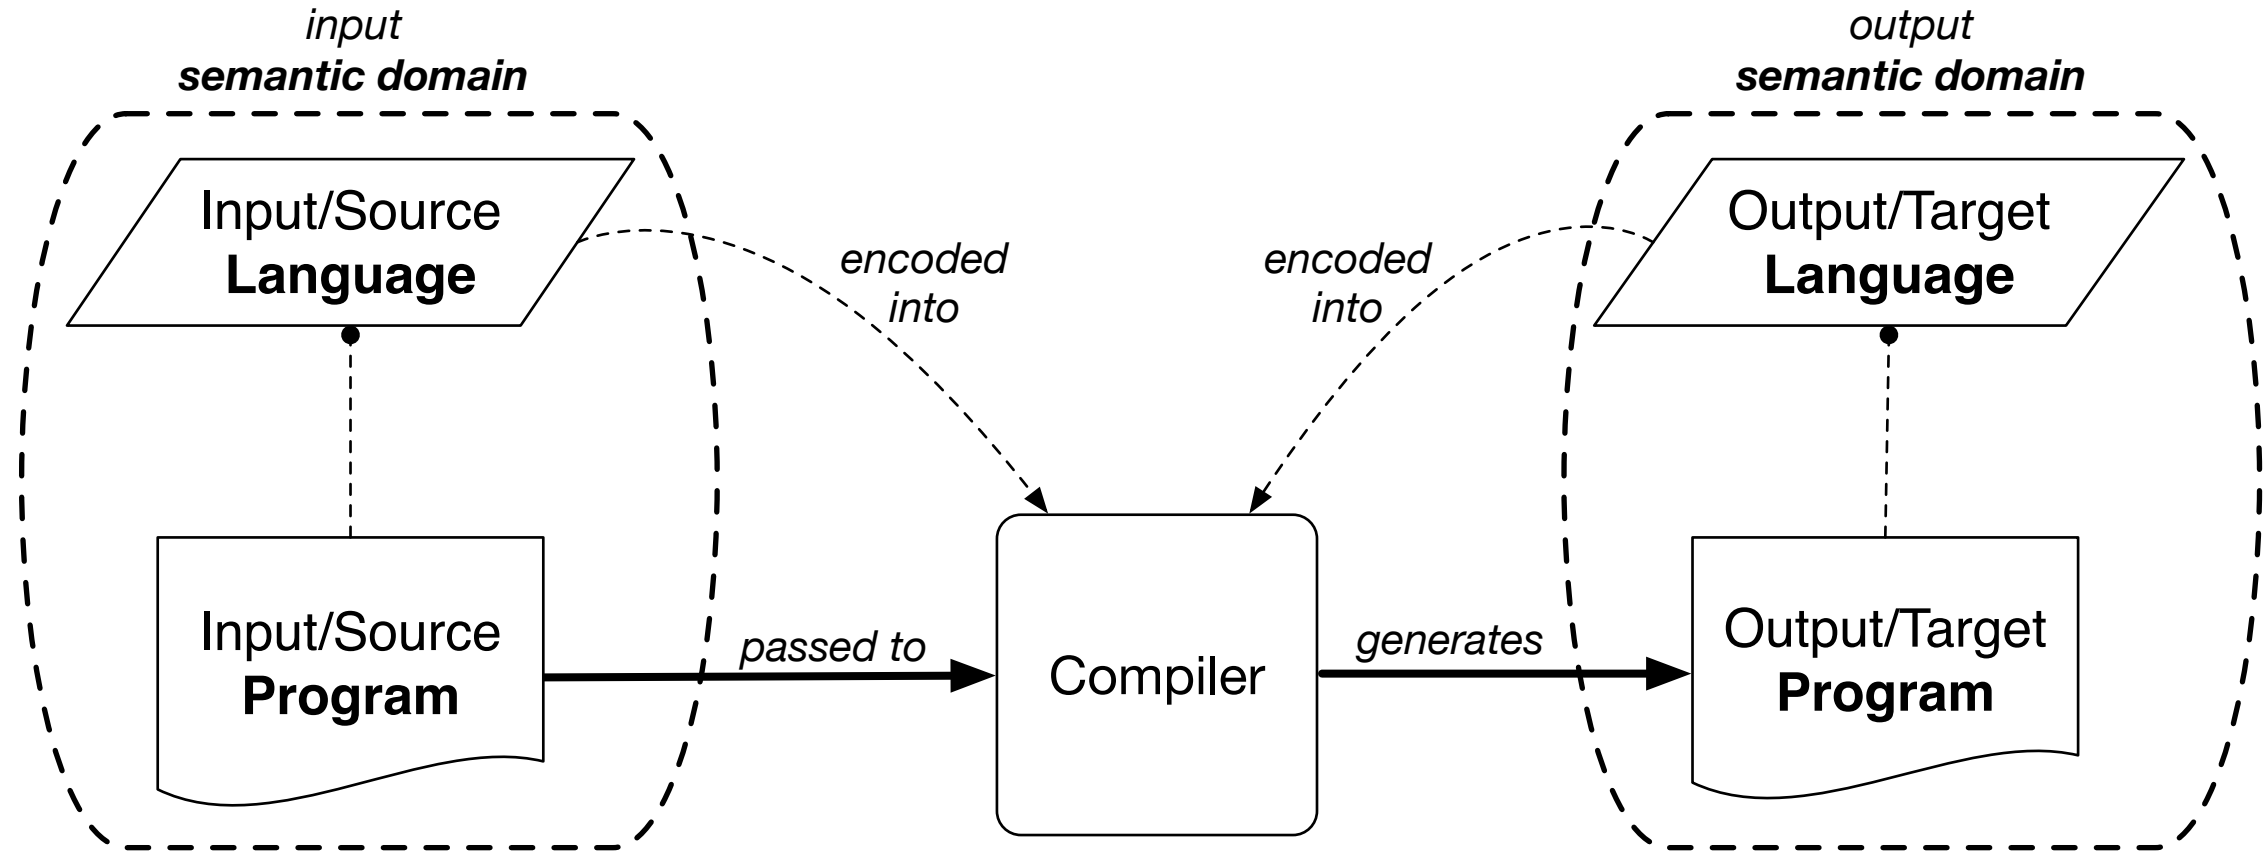 input
semantic domain
output
semantic domain
Input/Source
Language
encoded
into
encoded
into
Output/Target
Language
Input/Source
Program
passed to
Compiler
generates
Output/Target
Program